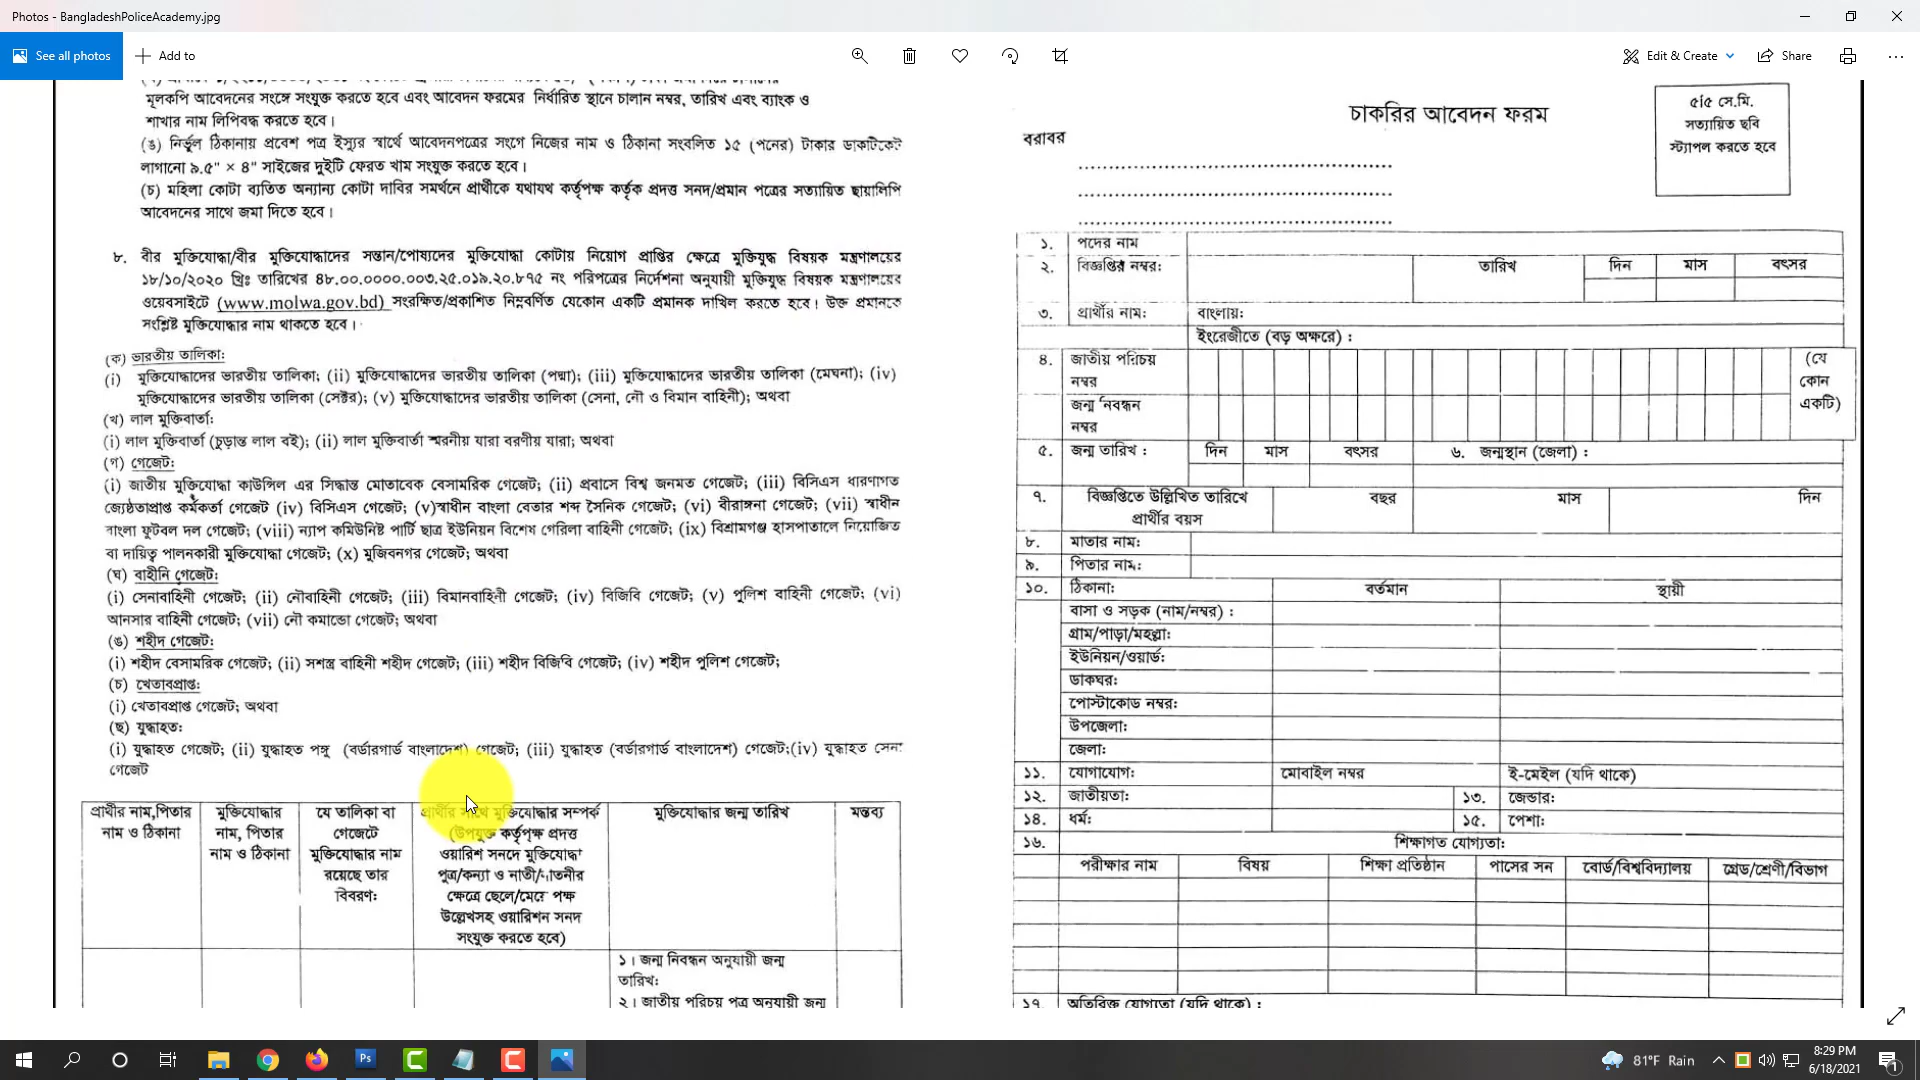 Photos - BangladeshPoliceAcademy.jpg
See all photos
Add to
Edit & Create
Share
মূলকপি আবেদনের সংঙ্গে সংযুক্ত করতে হবে এবং আবেদন ফরমের নির্ধারিত স্থানে চালান নম্বর, তারিখ এবং ব্যাংক ও
শাখার নাম লিপিবদ্ধ করতে হবে।
(ঙ) নির্ভুল ঠিকানায় প্রবেশ পত্র ইস্যুর স্বার্থে আবেদনপত্রের সংগে নিজের নাম ও ঠিকানা সংবলিত ১৫ (পনের) টাকার ডাকটিকেট
লাগানো ৯.৫" × ৪" সাইজের দুইটি ফেরত খাম সংযুক্ত করতে হবে।
(চ) মহিলা কোটা ব্যতিত অন্যান্য কোটা দাবির সমর্থনে প্রার্থীকে যথাযথ কর্তৃপক্ষ কর্তৃক প্রদত্ত সনদ/প্রমান পত্রের সত্যায়িত ছায়ালিপি
আবেদনের সাথে জমা দিতে হবে।
৮. বীর মুক্তিযোদ্ধা/বীর মুক্তিযোদ্ধাদের সন্তান/পোষ্যদের মুক্তিযোদ্ধা কোটায় নিয়োগ প্রাপ্তির ক্ষেত্রে মুক্তিযুদ্ধ বিষয়ক মন্ত্রণালয়ের
১৮/১০/২০২০ খ্রিঃ তারিখের ৪৮.০০.০০০০.০০৩.২৫.০১৯.২০.৮৭৫ নং পরিপত্রের নির্দেশনা অনুযায়ী মুক্তিযুদ্ধ বিষয়ক মন্ত্রণালয়ের
ওয়েবসাইটে (www.molwa.gov.bd) সংরক্ষিত/প্রকাশিত নিম্নবর্ণিত যেকোন একটি প্রমানক দাখিল করতে হবে। উক্ত প্রমানকে
সংশ্লিষ্ট মুক্তিযোদ্ধার নাম থাকতে হবে।
(ক) ভারতীয় তালিকা:
(i) মুক্তিযোদ্ধাদের ভারতীয় তালিকা; (ii) মুক্তিযোদ্ধাদের ভারতীয় তালিকা (পদ্মা); (iii) মুক্তিযোদ্ধাদের ভারতীয় তালিকা (মেঘনা); (iv)
মুক্তিযোদ্ধাদের ভারতীয় তালিকা (সেক্টর); (v) মুক্তিযোদ্ধাদের ভারতীয় তালিকা (সেনা, নৌ ও বিমান বাহিনী); অথবা
(খ) লাল মুক্তিবার্তা:
(i) লাল মুক্তিবার্তা (চুড়ান্ত লাল বই); (ii) লাল মুক্তিবার্তা স্মরনীয় যারা বরণীয় যারা; অথবা
(গ) গেজেট:
(i) জাতীয় মুক্তিযোদ্ধা কাউন্সিল এর সিদ্ধান্ত মোতাবেক বেসামরিক গেজেট; (ii) প্রবাসে বিশ্ব জনমত গেজেট; (iii) বিসিএস ধারণাগত
জ্যেষ্ঠতাপ্রাপ্ত কর্মকর্তা গেজেট (iv) বিসিএস গেজেট; (v)স্বাধীন বাংলা বেতার শব্দ সৈনিক গেজেট; (vi) বীরাঙ্গনা গেজেট; (vii) স্বাধীন
বাংলা ফুটবল দল গেজেট; (viii) ন্যাপ কমিউনিষ্ট পার্টি ছাত্র ইউনিয়ন বিশেষ গেরিলা বাহিনী গেজেট; (ix) বিশ্রামগঞ্জ হাসপাতালে নিয়োজিত
বা দায়িত্ব পালনকারী মুক্তিযোদ্ধা গেজেট; (x) মুজিবনগর গেজেট; অথবা
(ঘ) বাহীনি গেজেট:
(i) সেনাবাহিনী গেজেট; (ii) নৌবাহিনী গেজেট; (iii) বিমানবাহিণী গেজেট; (iv) বিজিবি গেজেট; (v) পুলিশ বাহিনী গেজেট; (vi)
আনসার বাহিনী গেজেট; (vii) নৌ কমান্ডো গেজেট; অথবা
(ঙ) শহীদ গেজেট:
(i) শহীদ বেসামরিক গেজেট; (ii) সশস্ত্র বাহিনী শহীদ গেজেট; (iii) শহীদ বিজিবি গেজেট; (iv) শহীদ পুলিশ গেজেট;
(চ) খেতাবপ্রাপ্ত:
(i) খেতাবপ্রাপ্ত গেজেট; অথবা
(ছ) যুদ্ধাহত:
(i) যুদ্ধাহত গেজেট; (ii) যুদ্ধাহত পঙ্গু (বর্ডারগার্ড বাংলাদেশ) গেজেট; (iii) যুদ্ধাহত (বর্ডারগার্ড বাংলাদেশ) গেজেট;(iv) যুদ্ধাহত সেনা
গেজেট
প্রার্থীর নাম,পিতার
নাম ও ঠিকানা
মুক্তিযোদ্ধার
নাম, পিতার
নাম ও ঠিকানা
যে তালিকা বা
গেজেটে
মুক্তিযোদ্ধার নাম
রয়েছে তার
বিবরণ:
প্রার্থীর সাথে মুক্তিযোদ্ধার সম্পর্ক
(উপযুক্ত কর্তৃপক্ষ প্রদত্ত
ওয়ারিশ সনদে মুক্তিযোদ্ধা
পুত্র/কন্যা ও নাতী/নাতনীর
ক্ষেত্রে ছেলে/মেয়ে পক্ষ
উল্লেখসহ ওয়ারিশন সনদ
সংযুক্ত করতে হবে)
মুক্তিযোদ্ধার জন্ম তারিখ
মন্তব্য
১। জন্ম নিবন্ধন অনুযায়ী জন্ম
তারিখ:
২। জাতীয় পরিচয় পত্র অনুযায়ী জন্ম
চাকরির আবেদন ফরম
৫/৫ সে.মি.
সত্যায়িত ছবি
স্ট্যাপল করতে হবে
বরাবর
১. পদের নাম
২. বিজ্ঞপ্তির নম্বর: তারিখ দিন মাস বৎসর
৩. প্রার্থীর নাম: বাংলায়:
ইংরেজীতে (বড় অক্ষরে) :
৪. জাতীয় পরিচয়
নম্বর
জন্ম নিবন্ধন
নম্বর
(যে
কোন
একটি)
৫. জন্ম তারিখ : দিন মাস বৎসর ৬. জন্মস্থান (জেলা) :
৭. বিজ্ঞপ্তিতে উল্লিখিত তারিখে
প্রার্থীর বয়স
বছর মাস দিন
৮. মাতার নাম:
৯. পিতার নাম:
১০. ঠিকানা: বর্তমান স্থায়ী
বাসা ও সড়ক (নাম/নম্বর) :
গ্রাম/পাড়া/মহল্লা:
ইউনিয়ন/ওয়ার্ড:
ডাকঘর:
পোস্টাকোড নম্বর:
উপজেলা:
জেলা:
১১. যোগাযোগ: মোবাইল নম্বর ই-মেইল (যদি থাকে)
১২. জাতীয়তা: ১৩. জেন্ডার:
১৪. ধর্ম: ১৫. পেশা:
১৬. শিক্ষাগত যোগ্যতা:
পরীক্ষার নাম বিষয় শিক্ষা প্রতিষ্ঠান পাসের সন বোর্ড/বিশ্ববিদ্যালয় গ্রেড/শ্রেণী/বিভাগ
১৭. অতিরিক্ত যোগ্যতা (যদি থাকে) :
Ps
81°F Rain
8:29 PM
6/18/2021
1